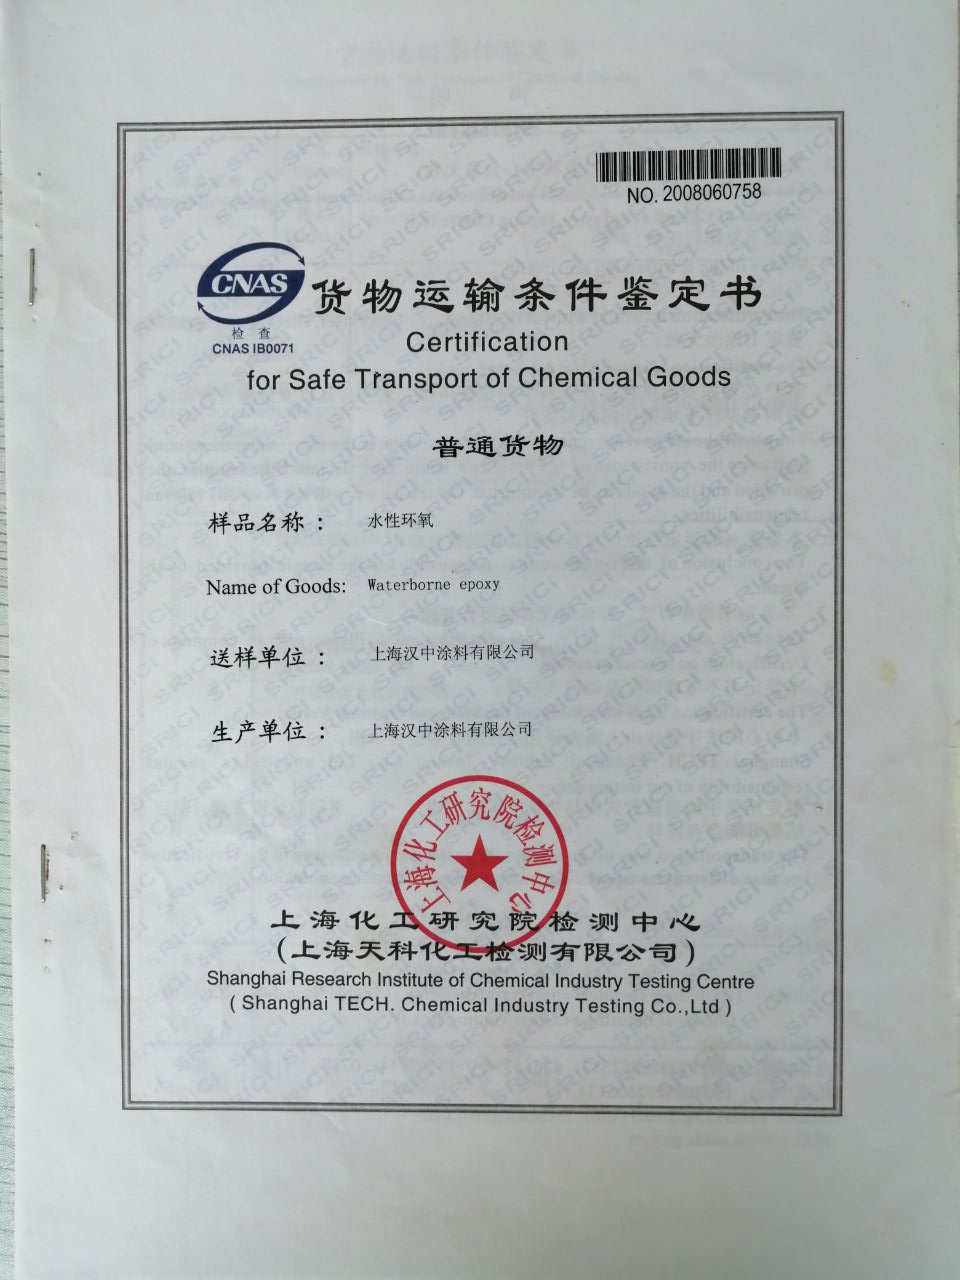 NO. 2008060758
CNAS
检 查
CNAS IB0071
货物运输条件鉴定书
Certification
for Safe Transport of Chemical Goods
普通货物
样品名称： 水性环氧
Name of Goods: Waterborne epoxy
送样单位： 上海汉中涂料有限公司
生产单位： 上海汉中涂料有限公司
上海化工研究院检测中心
上海化工研究院检测中心
(上海天科化工检测有限公司)
Shanghai Research Institute of Chemical Industry Testing Centre
( Shanghai TECH. Chemical Industry Testing Co.,Ltd )